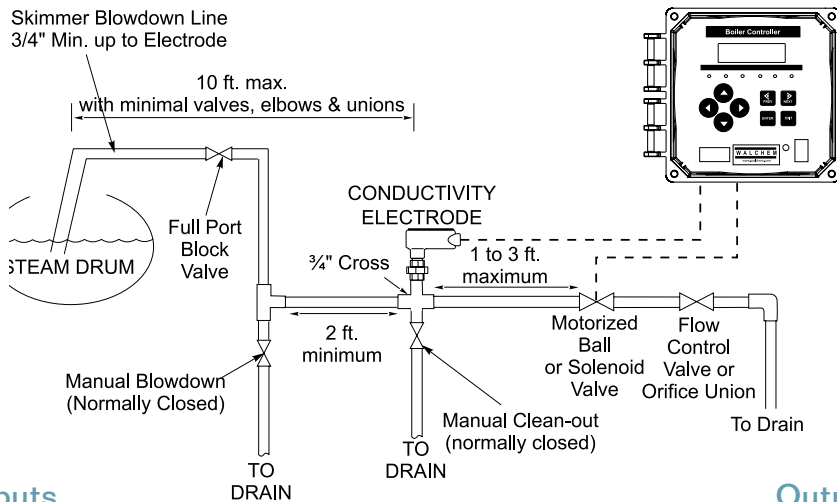 Skimmer Blowdown Line
3/4" Min. up to Electrode
10 ft. max.
with minimal valves, elbows & unions
Boiler Controller
PREV
NEXT
ENTER
EXIT
WALCHEM
CONDUCTIVITY
ELECTRODE
Full Port
Block
Valve
STEAM DRUM
¾" Cross
1 to 3 ft.
maximum
2 ft.
minimum
Motorized
Ball
or Solenoid
Valve
Flow
Control
Valve or
Orifice Union
Manual Blowdown
(Normally Closed)
Manual Clean-out
(normally closed)
To Drain
TO
DRAIN
TO
DRAIN